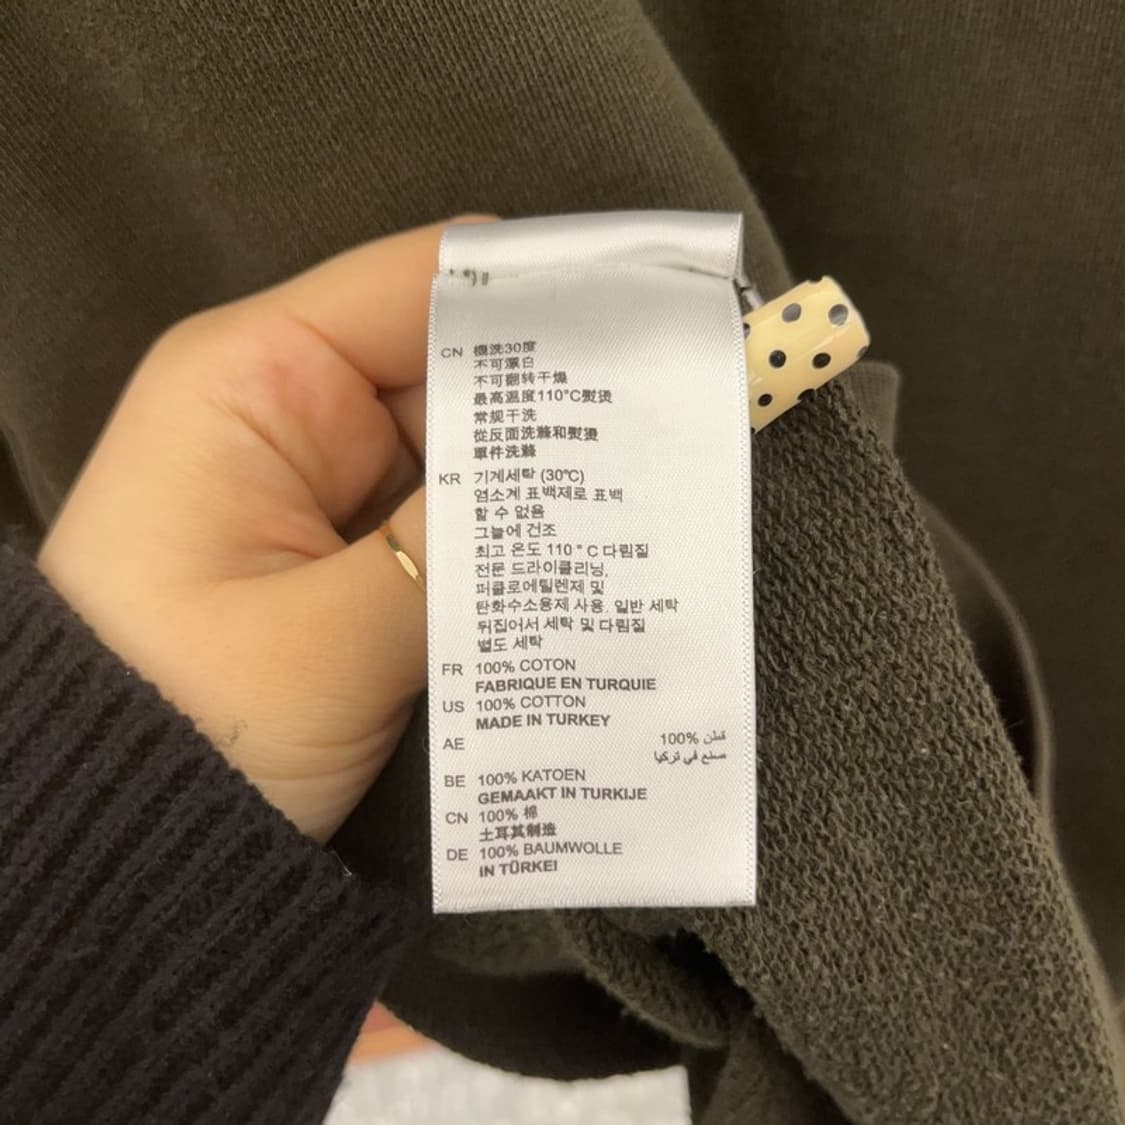 CN 機洗30度
不可漂白
不可翻转干燥
最高温度110°C熨烫
常规干洗
從反面洗滌和熨燙
單件洗滌
KR 기계세탁 (30℃)
염소계 표백제로 표백
할 수 없음
그늘에 건조
최고 온도 110 ° C 다림질
전문 드라이클리닝,
퍼클로에틸렌제 및
탄화수소용제 사용. 일반 세탁
뒤집어서 세탁 및 다림질
별도 세탁
FR 100% COTON
FABRIQUE EN TURQUIE
US 100% COTTON
MADE IN TURKEY
AE 100% قطن
صنع في تركيا
BE 100% KATOEN
GEMAAKT IN TURKIJE
CN 100% 棉
土耳其制造
DE 100% BAUMWOLLE
IN TÜRKEI